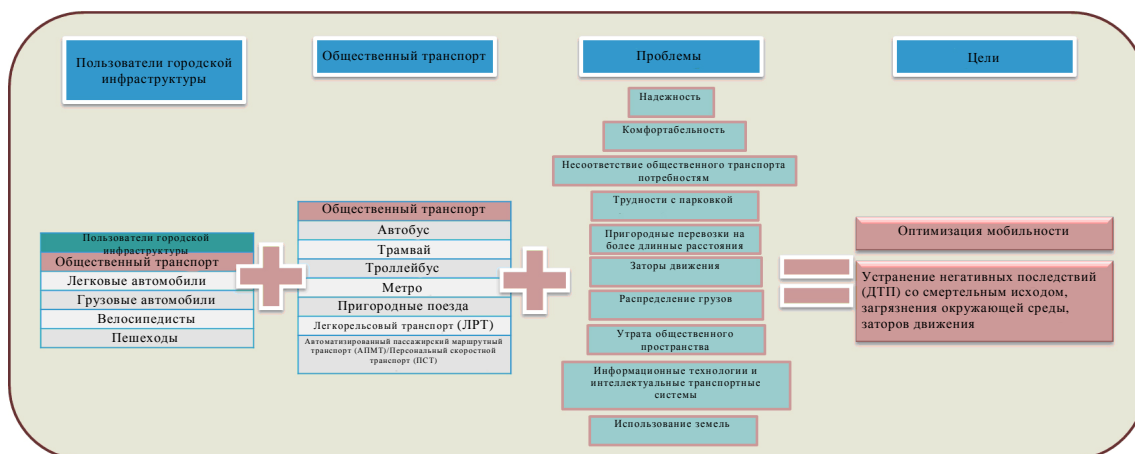 Пользователи городской
инфраструктуры
Общественный транспорт
Проблемы
Цели
Пользователи городской
инфраструктуры
Общественный транспорт
Легковые автомобили
Грузовые автомобили
Велосипедисты
Пешеходы
Общественный транспорт
Автобус
Трамвай
Троллейбус
Метро
Пригородные поезда
Легкорельсовый транспорт (ЛРТ)
Автоматизированный пассажирский маршрутный
транспорт (АПМТ)/Персональный скоростной
транспорт (ПСТ)
Надежность
Комфортабельность
Несоответствие общественного транспорта
потребностям
Трудности с парковкой
Пригородные перевозки на
более длинные расстояния
Заторы движения
Распределение грузов
Утрата общественного
пространства
Информационные технологии и
интеллектуальные транспортные
системы
Использование земель
Оптимизация мобильности
Устранение негативных последствий
(ДТП) со смертельным исходом,
загрязнения окружающей среды,
заторов движения